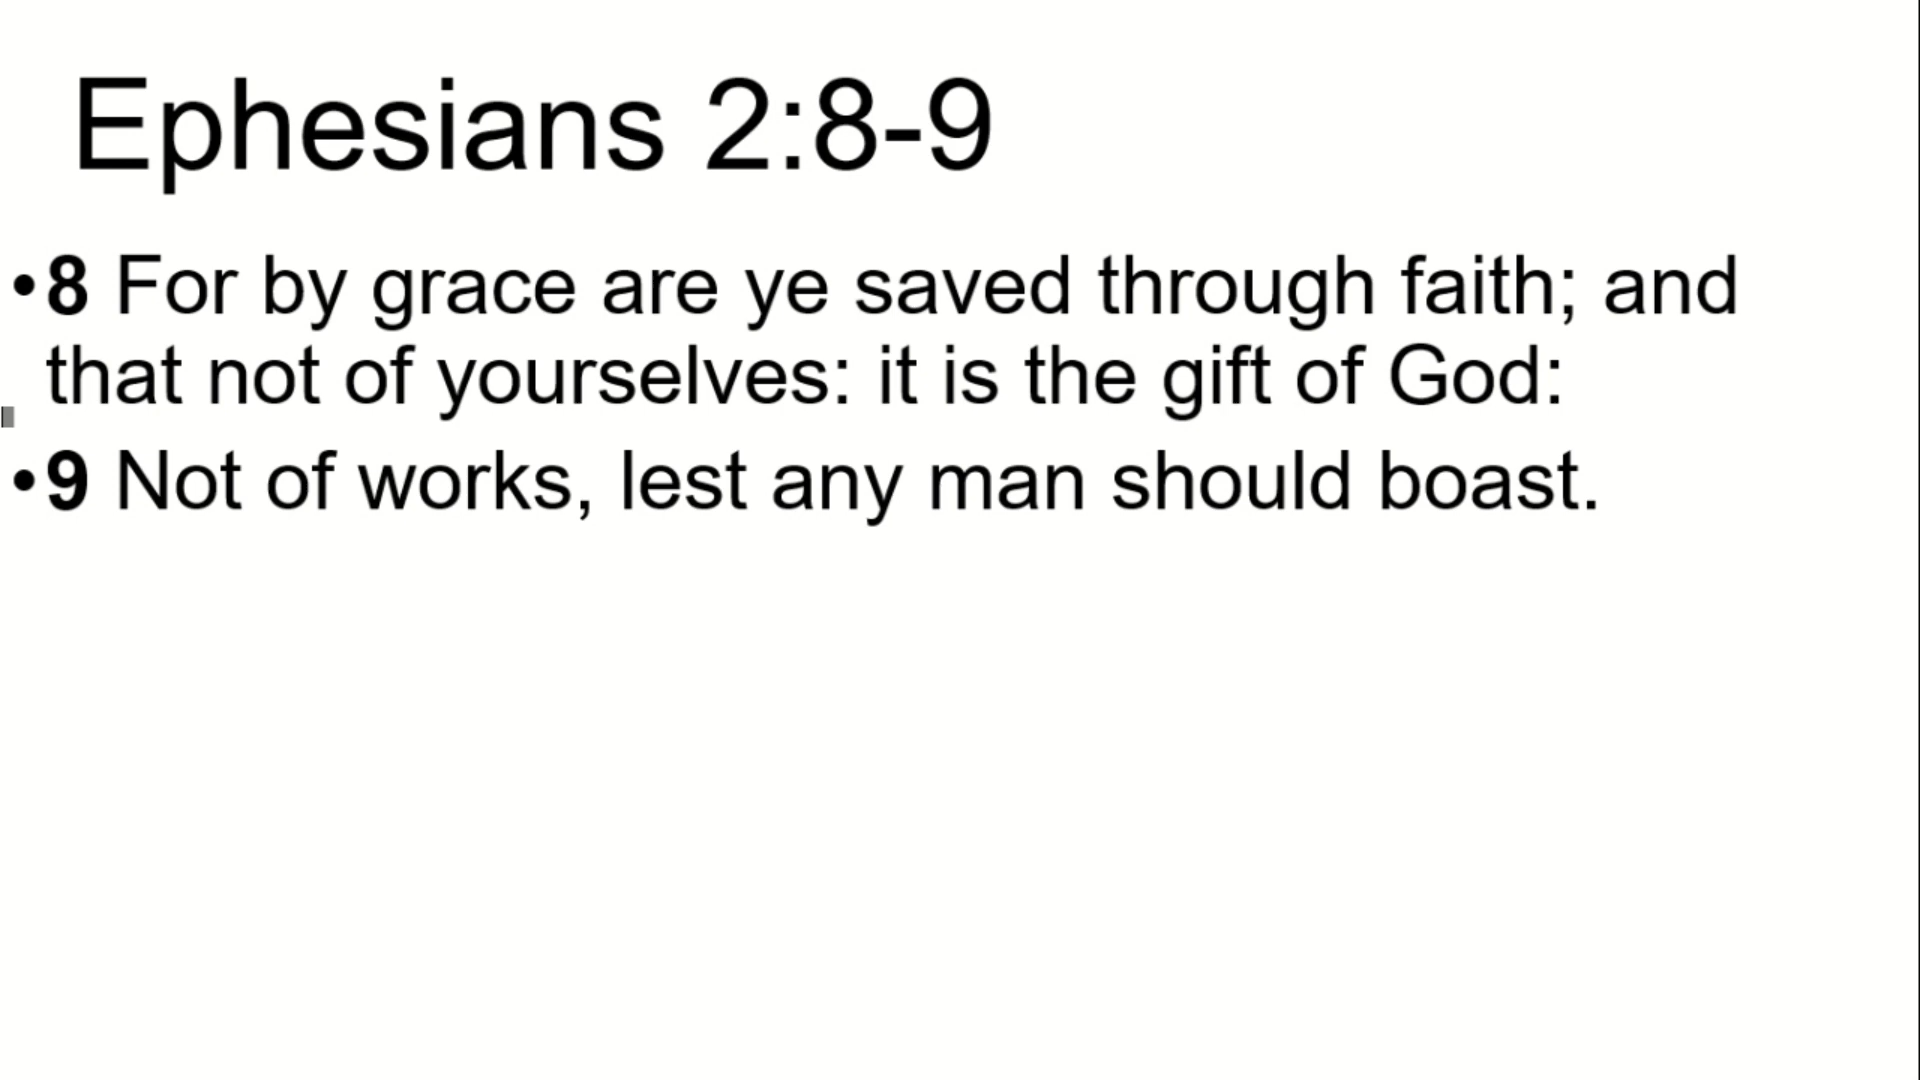 Ephesians 2:8-9
•8 For by grace are ye saved through faith; and
that not of yourselves: it is the gift of God:
•9 Not of works, lest any man should boast.